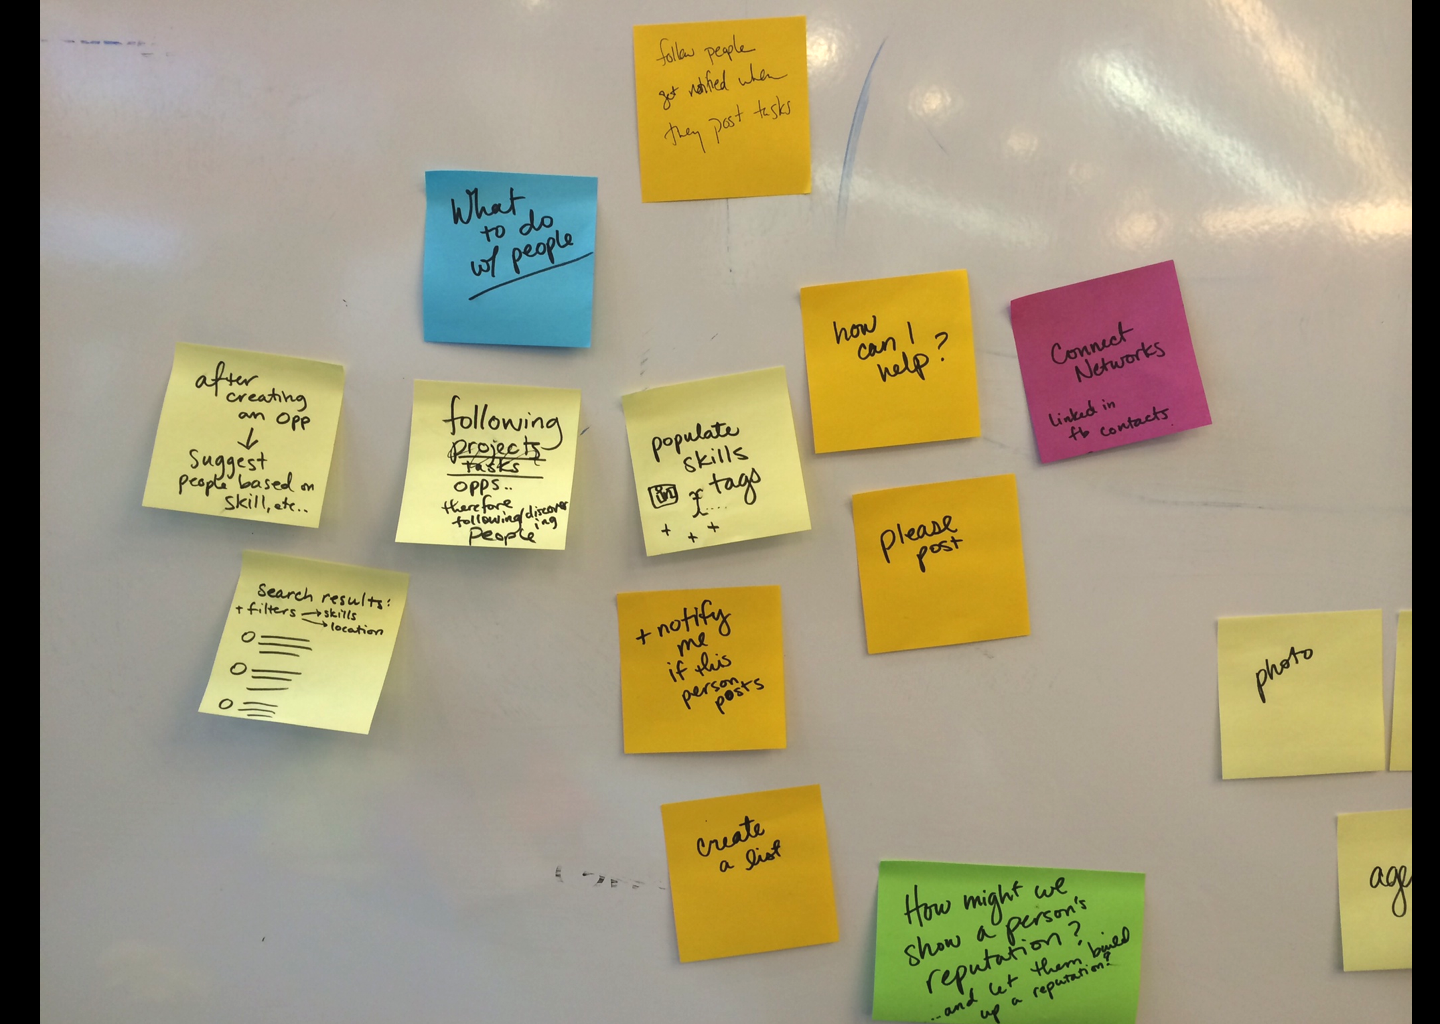 follow people
get notified when
they post tasks
What
to do
w/ people
how
can I
help?
Connect
Networks
linked in
fb contacts.
after
creating
an opp
↓
Suggest
people based on
skill, etc..
following
projects
tasks
opps..
therefore
following/discovering
people
populate
skills
in tags
+ + +
please
post
search results:
+ filters → skills
→ location
+ notify
me
if this
person
posts
photo
create
a list
How might we
show a person's
reputation?
...and let them build
up a reputation?
age